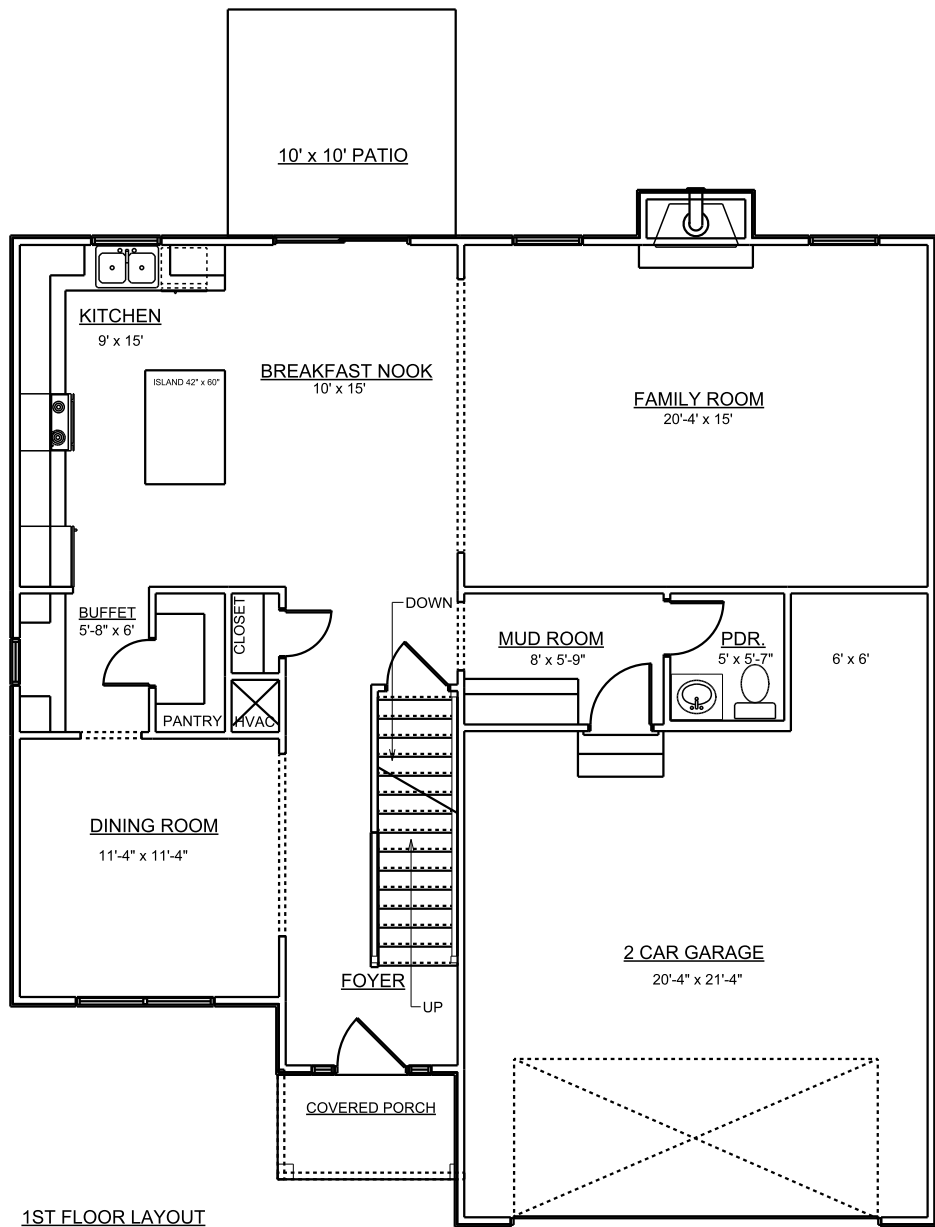 10' x 10' PATIO
KITCHEN
9' x 15'
ISLAND 42" x 60"
BREAKFAST NOOK
10' x 15'
FAMILY ROOM
20'-4' x 15'
BUFFET
5'-8" x 6'
CLOSET
DOWN
MUD ROOM
8' x 5'-9"
PDR.
5' x 5'-7"
6' x 6'
PANTRY
HVAC
DINING ROOM
11'-4" x 11'-4"
2 CAR GARAGE
20'-4" x 21'-4"
FOYER
UP
COVERED PORCH
1ST FLOOR LAYOUT